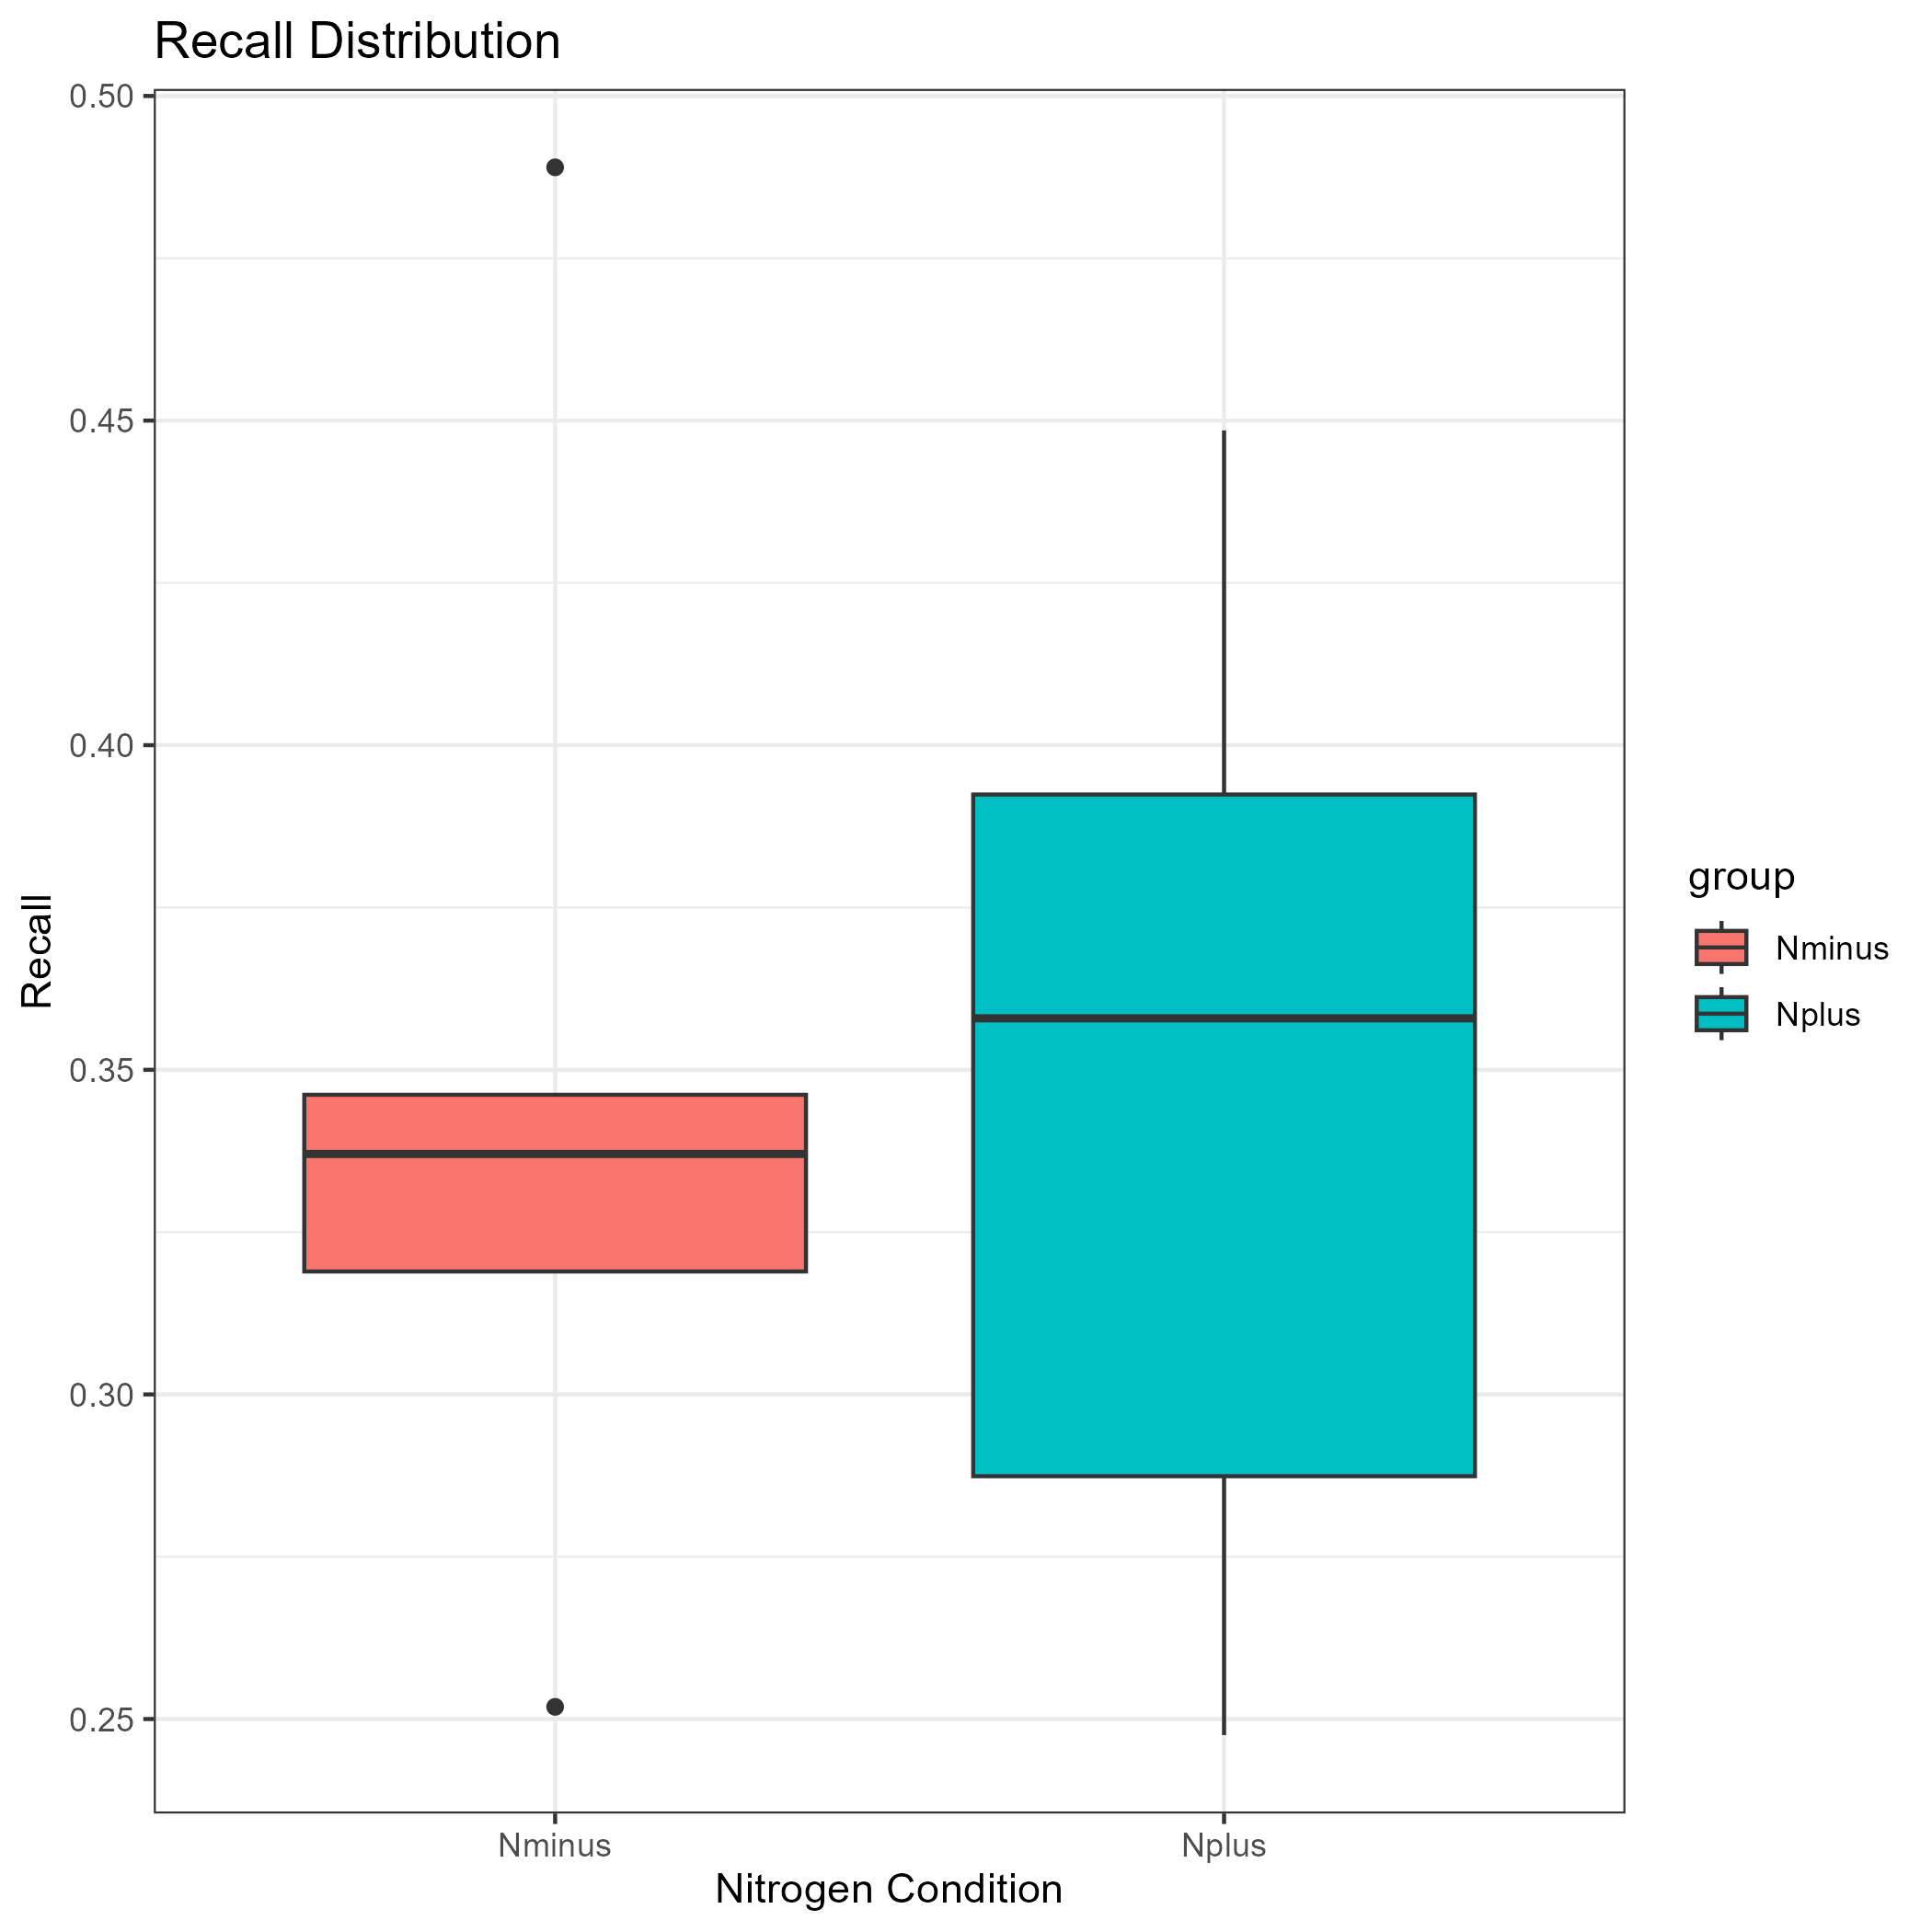 Recall Distribution
0.50
0.45
0.40
0.35
0.30
0.25
Recall
Nminus
Nplus
Nitrogen Condition
group
Nminus
Nplus